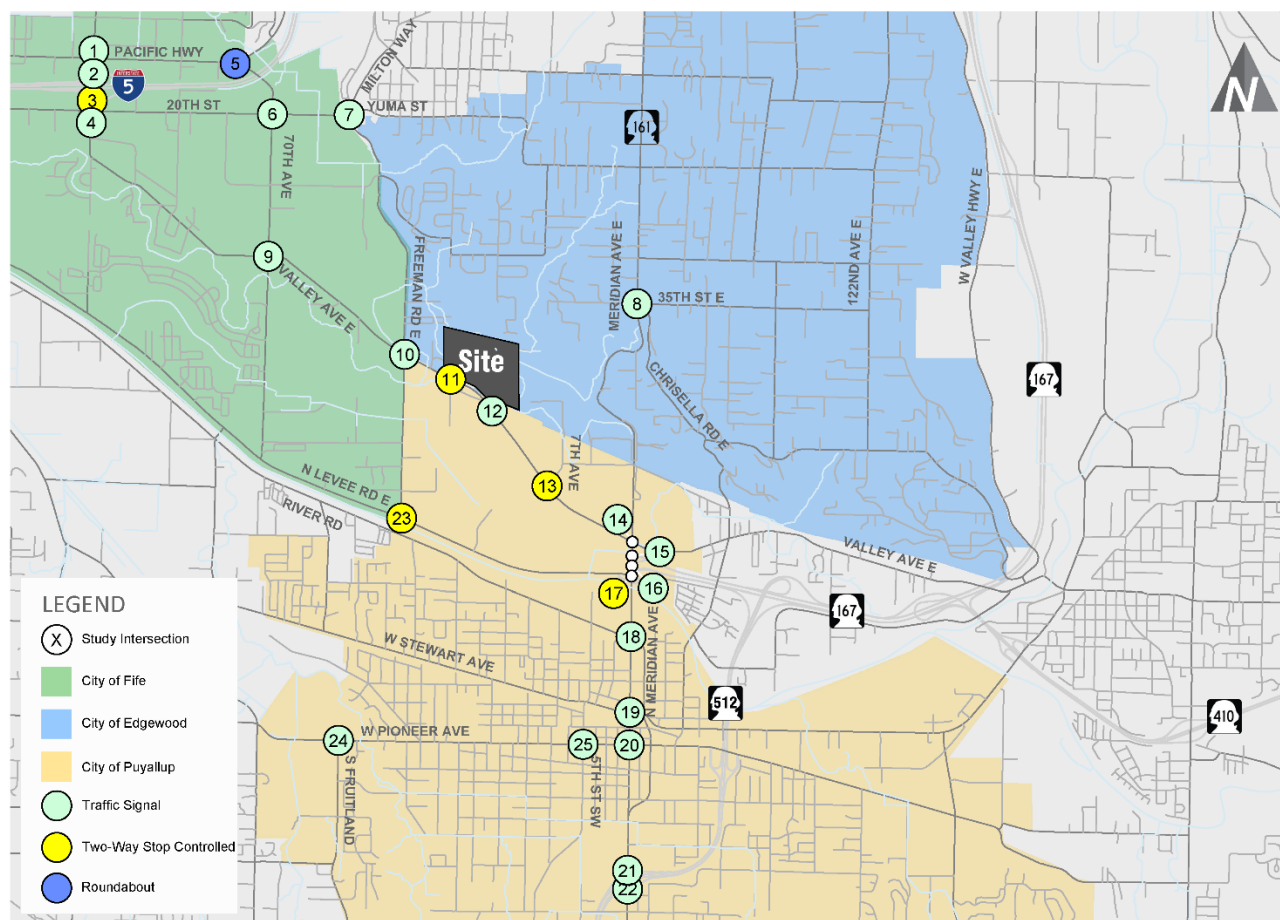 1
PACIFIC HWY
5
MILTON WAY
2
INTERSTATE
5
3
20TH ST
6
7
YUMA ST
4
161
N
70TH AVE
FREEMAN RD E
MERIDIAN AVE E
122ND AVE E
W VALLEY HWY E
9
VALLEY AVE E
8
35TH ST E
10
Site
11
12
CHRISELLA RD E
167
7TH AVE
13
N LEVEE RD E
RIVER RD
23
14
15
VALLEY AVE E
17
16
167
18
N MERIDIAN AVE
W STEWART AVE
512
19
410
W PIONEER AVE
24
25
20
S FRUITLAND
5TH ST SW
21
22
LEGEND
X Study Intersection
City of Fife
City of Edgewood
City of Puyallup
Traffic Signal
Two-Way Stop Controlled
Roundabout